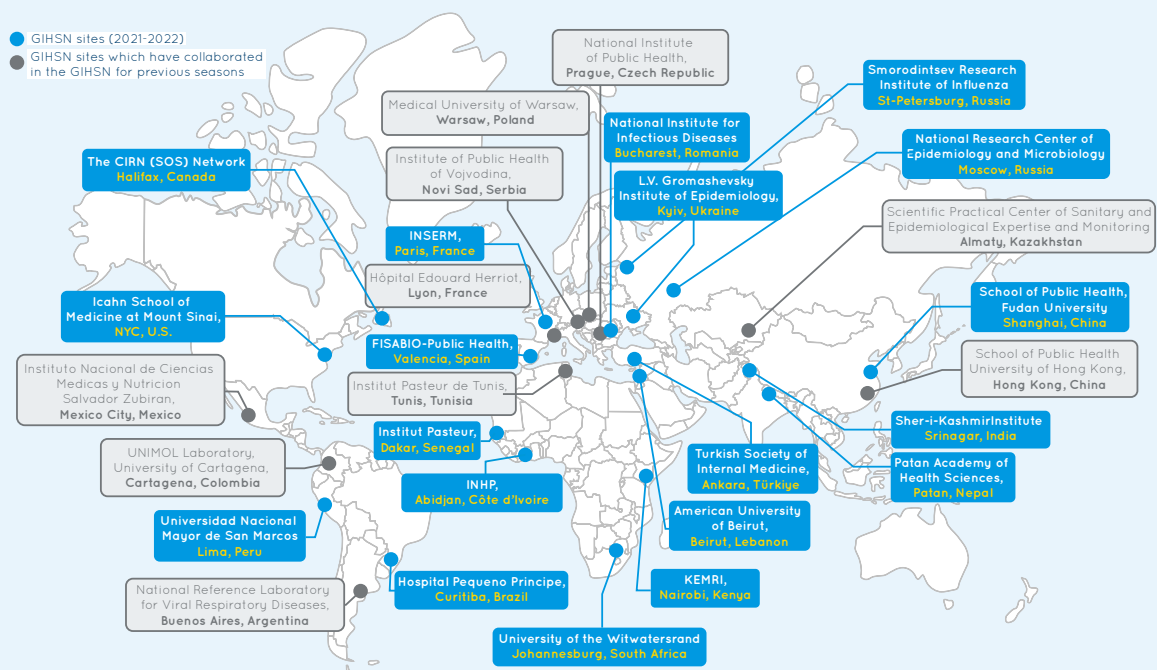 GIHSN sites (2021-2022)
GIHSN sites which have collaborated
in the GIHSN for previous seasons
National Institute
of Public Health,
Prague, Czech Republic
Smorodintsev Research
Institute of Influenza
St-Petersburg, Russia
Medical University of Warsaw,
Warsaw, Poland
National Institute for
Infectious Diseases
Bucharest, Romania
National Research Center of
Epidemiology and Microbiology
Moscow, Russia
The CIRN (SOS) Network
Halifax, Canada
Institute of Public Health
of Vojvodina,
Novi Sad, Serbia
L.V. Gromashevsky
Institute of Epidemiology,
Kyiv, Ukraine
Scientific Practical Center of Sanitary and
Epidemiological Expertise and Monitoring
Almaty, Kazakhstan
INSERM,
Paris, France
Hôpital Edouard Herriot,
Lyon, France
Icahn School of
Medicine at Mount Sinai,
NYC, U.S.
School of Public Health,
Fudan University
Shanghai, China
FISABIO-Public Health,
Valencia, Spain
Instituto Nacional de Ciencias
Medicas y Nutricion
Salvador Zubiran,
Mexico City, Mexico
School of Public Health
University of Hong Kong,
Hong Kong, China
Institut Pasteur de Tunis,
Tunis, Tunisia
Institut Pasteur,
Dakar, Senegal
Sher-i-KashmirInstitute
Srinagar, India
UNIMOL Laboratory,
University of Cartagena,
Cartagena, Colombia
Turkish Society of
Internal Medicine,
Ankara, Türkiye
Patan Academy of
Health Sciences,
Patan, Nepal
INHP,
Abidjan, Côte d'Ivoire
American University
of Beirut,
Beirut, Lebanon
Universidad Nacional
Mayor de San Marcos
Lima, Peru
Hospital Pequeno Principe,
Curitiba, Brazil
KEMRI,
Nairobi, Kenya
National Reference Laboratory
for Viral Respiratory Diseases,
Buenos Aires, Argentina
University of the Witwatersrand
Johannesburg, South Africa